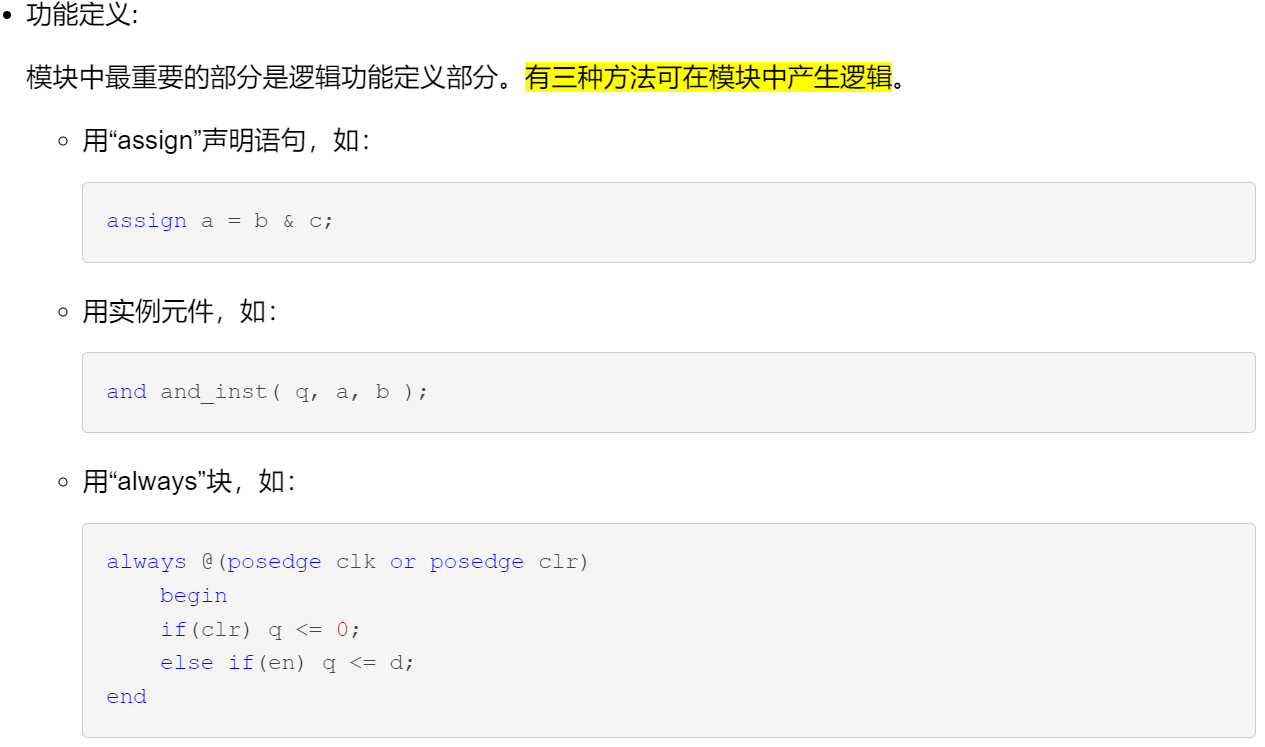 功能定义:
模块中最重要的部分是逻辑功能定义部分。有三种方法可在模块中产生逻辑。
用“assign”声明语句，如：
assign a = b & c;
用实例元件，如：
and and_inst( q, a, b );
用“always”块，如：
always @(posedge clk or posedge clr)
    begin
    if(clr) q <= 0;
    else if(en) q <= d;
end